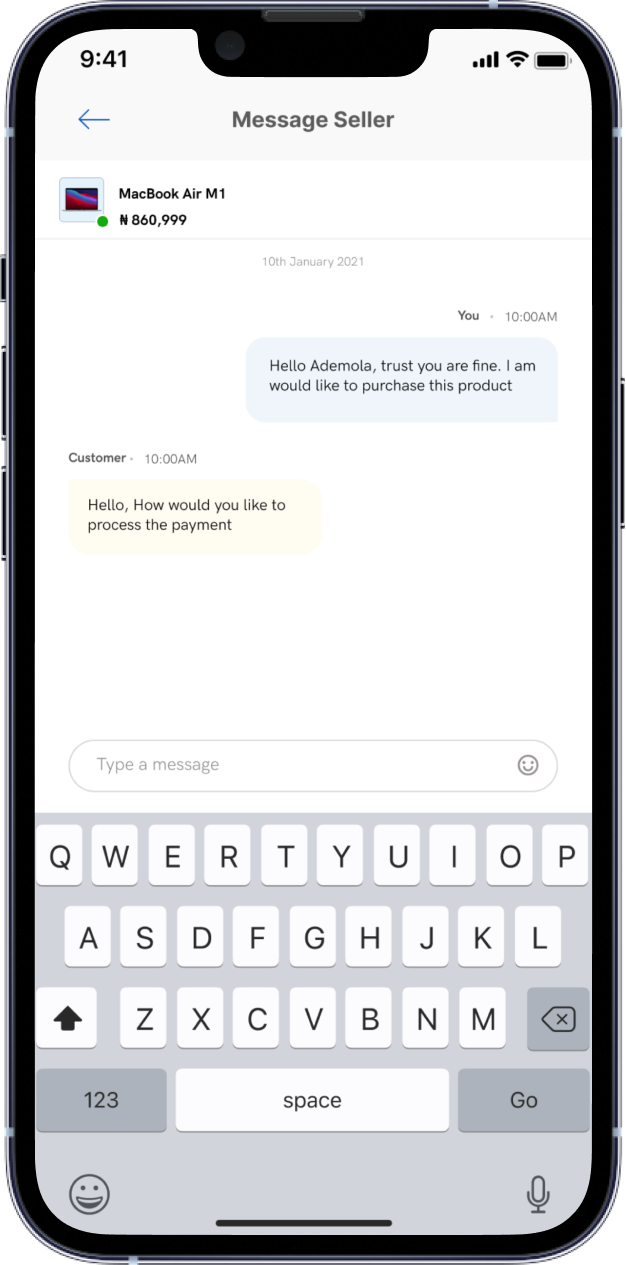 9:41
Message Seller
MacBook Air M1
₦ 860,999
10th January 2021
You • 10:00AM
Hello Ademola, trust you are fine. I am
would like to purchase this product
Customer • 10:00AM
Hello, How would you like to
process the payment
Type a message
Q W E R T Y U I O P
A S D F G H J K L
Z X C V B N M
123 space Go